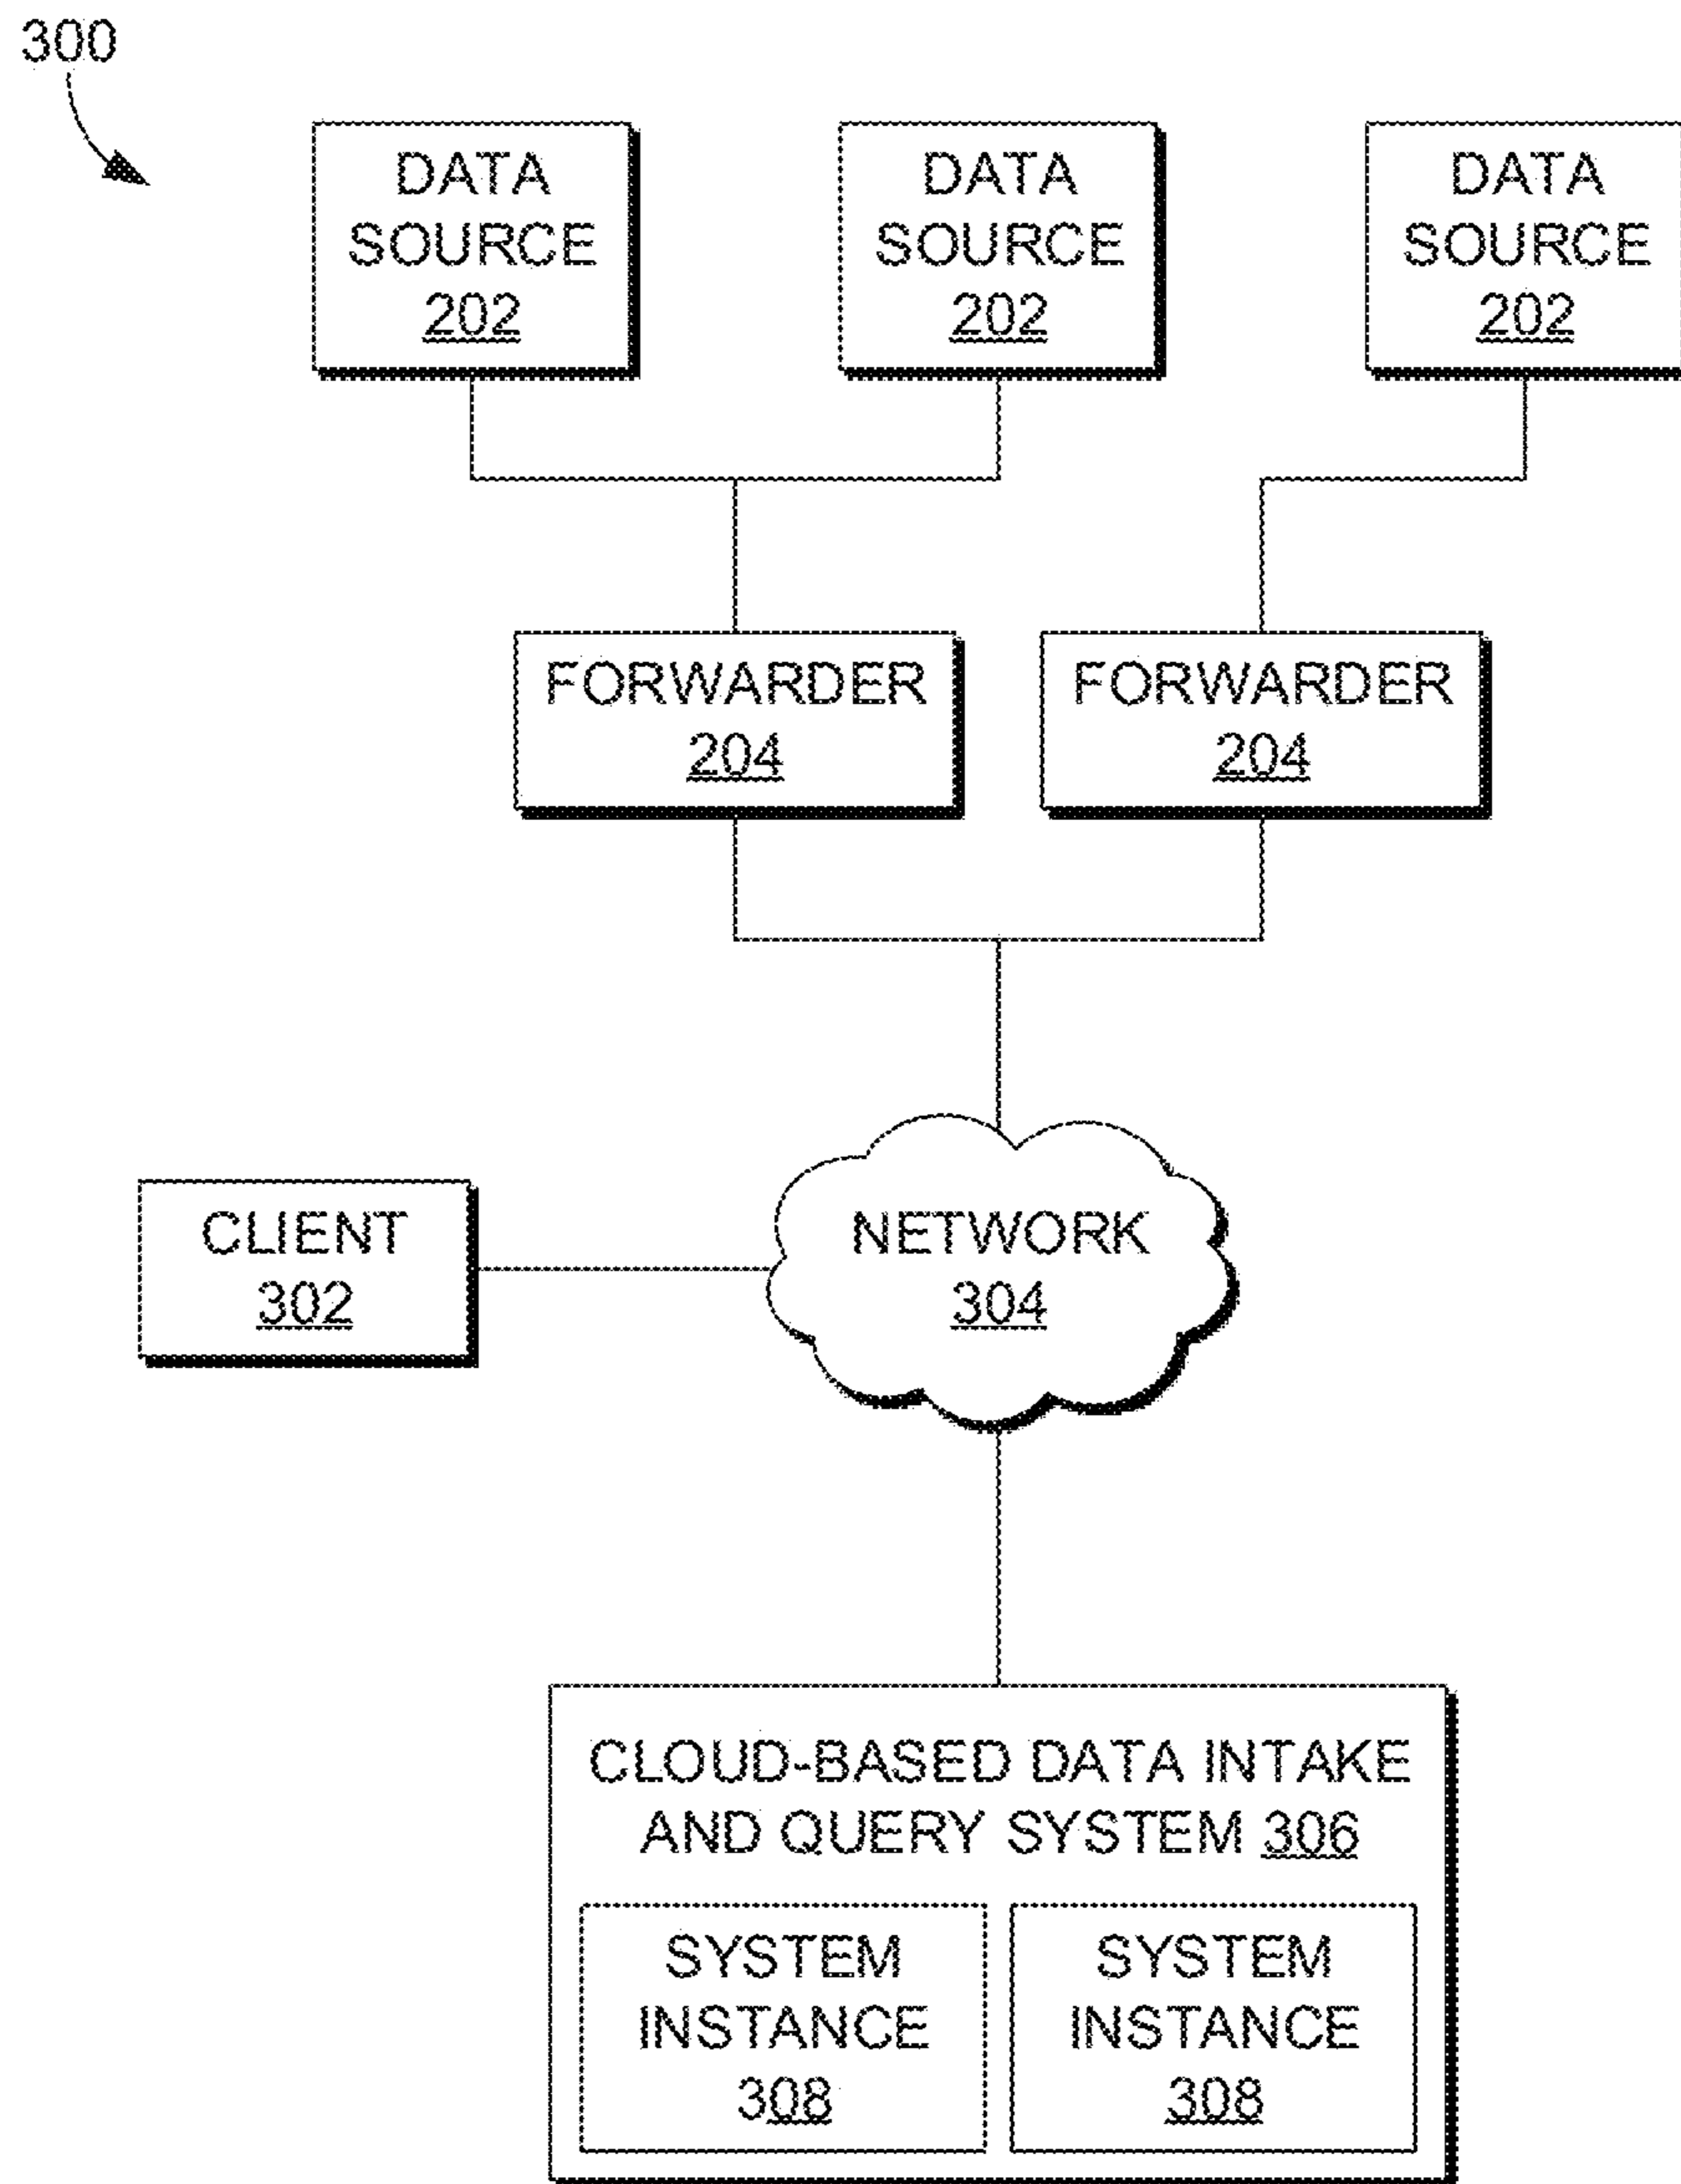 300
DATA
SOURCE
202
DATA
SOURCE
202
DATA
SOURCE
202
FORWARDER
204
FORWARDER
204
CLIENT
302
NETWORK
304
CLOUD-BASED DATA INTAKE
AND QUERY SYSTEM 306
SYSTEM
INSTANCE
308
SYSTEM
INSTANCE
308